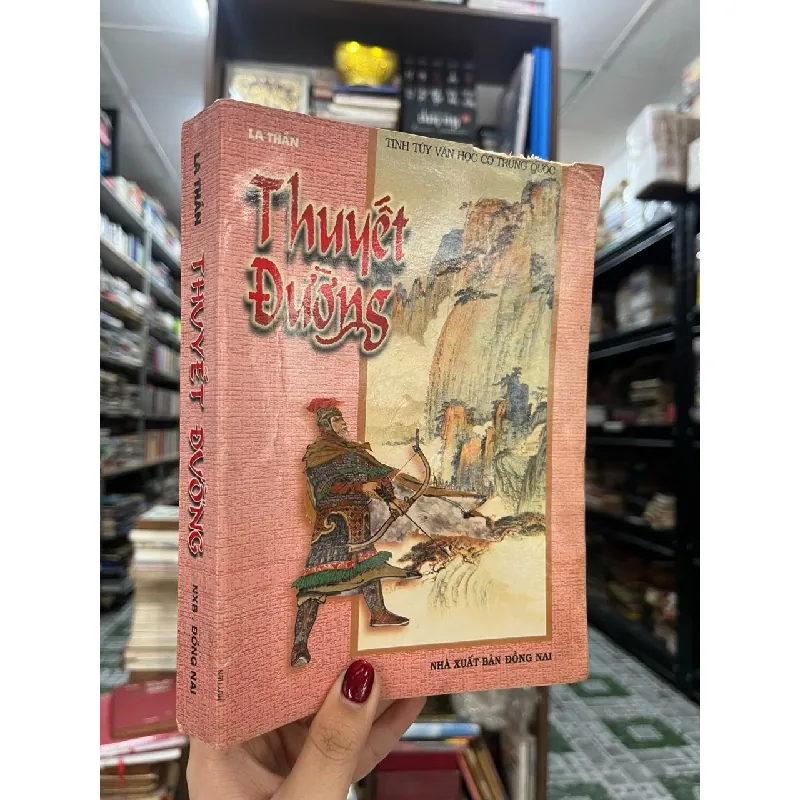 LA THÂN
TINH TÚY VĂN HỌC CỔ TRUNG QUỐC
Thuyết
Đường
NHÀ XUẤT BẢN ĐỒNG NAI
LA THÂN THUYẾT ĐƯỜNG NXB. ĐỒNG NAI